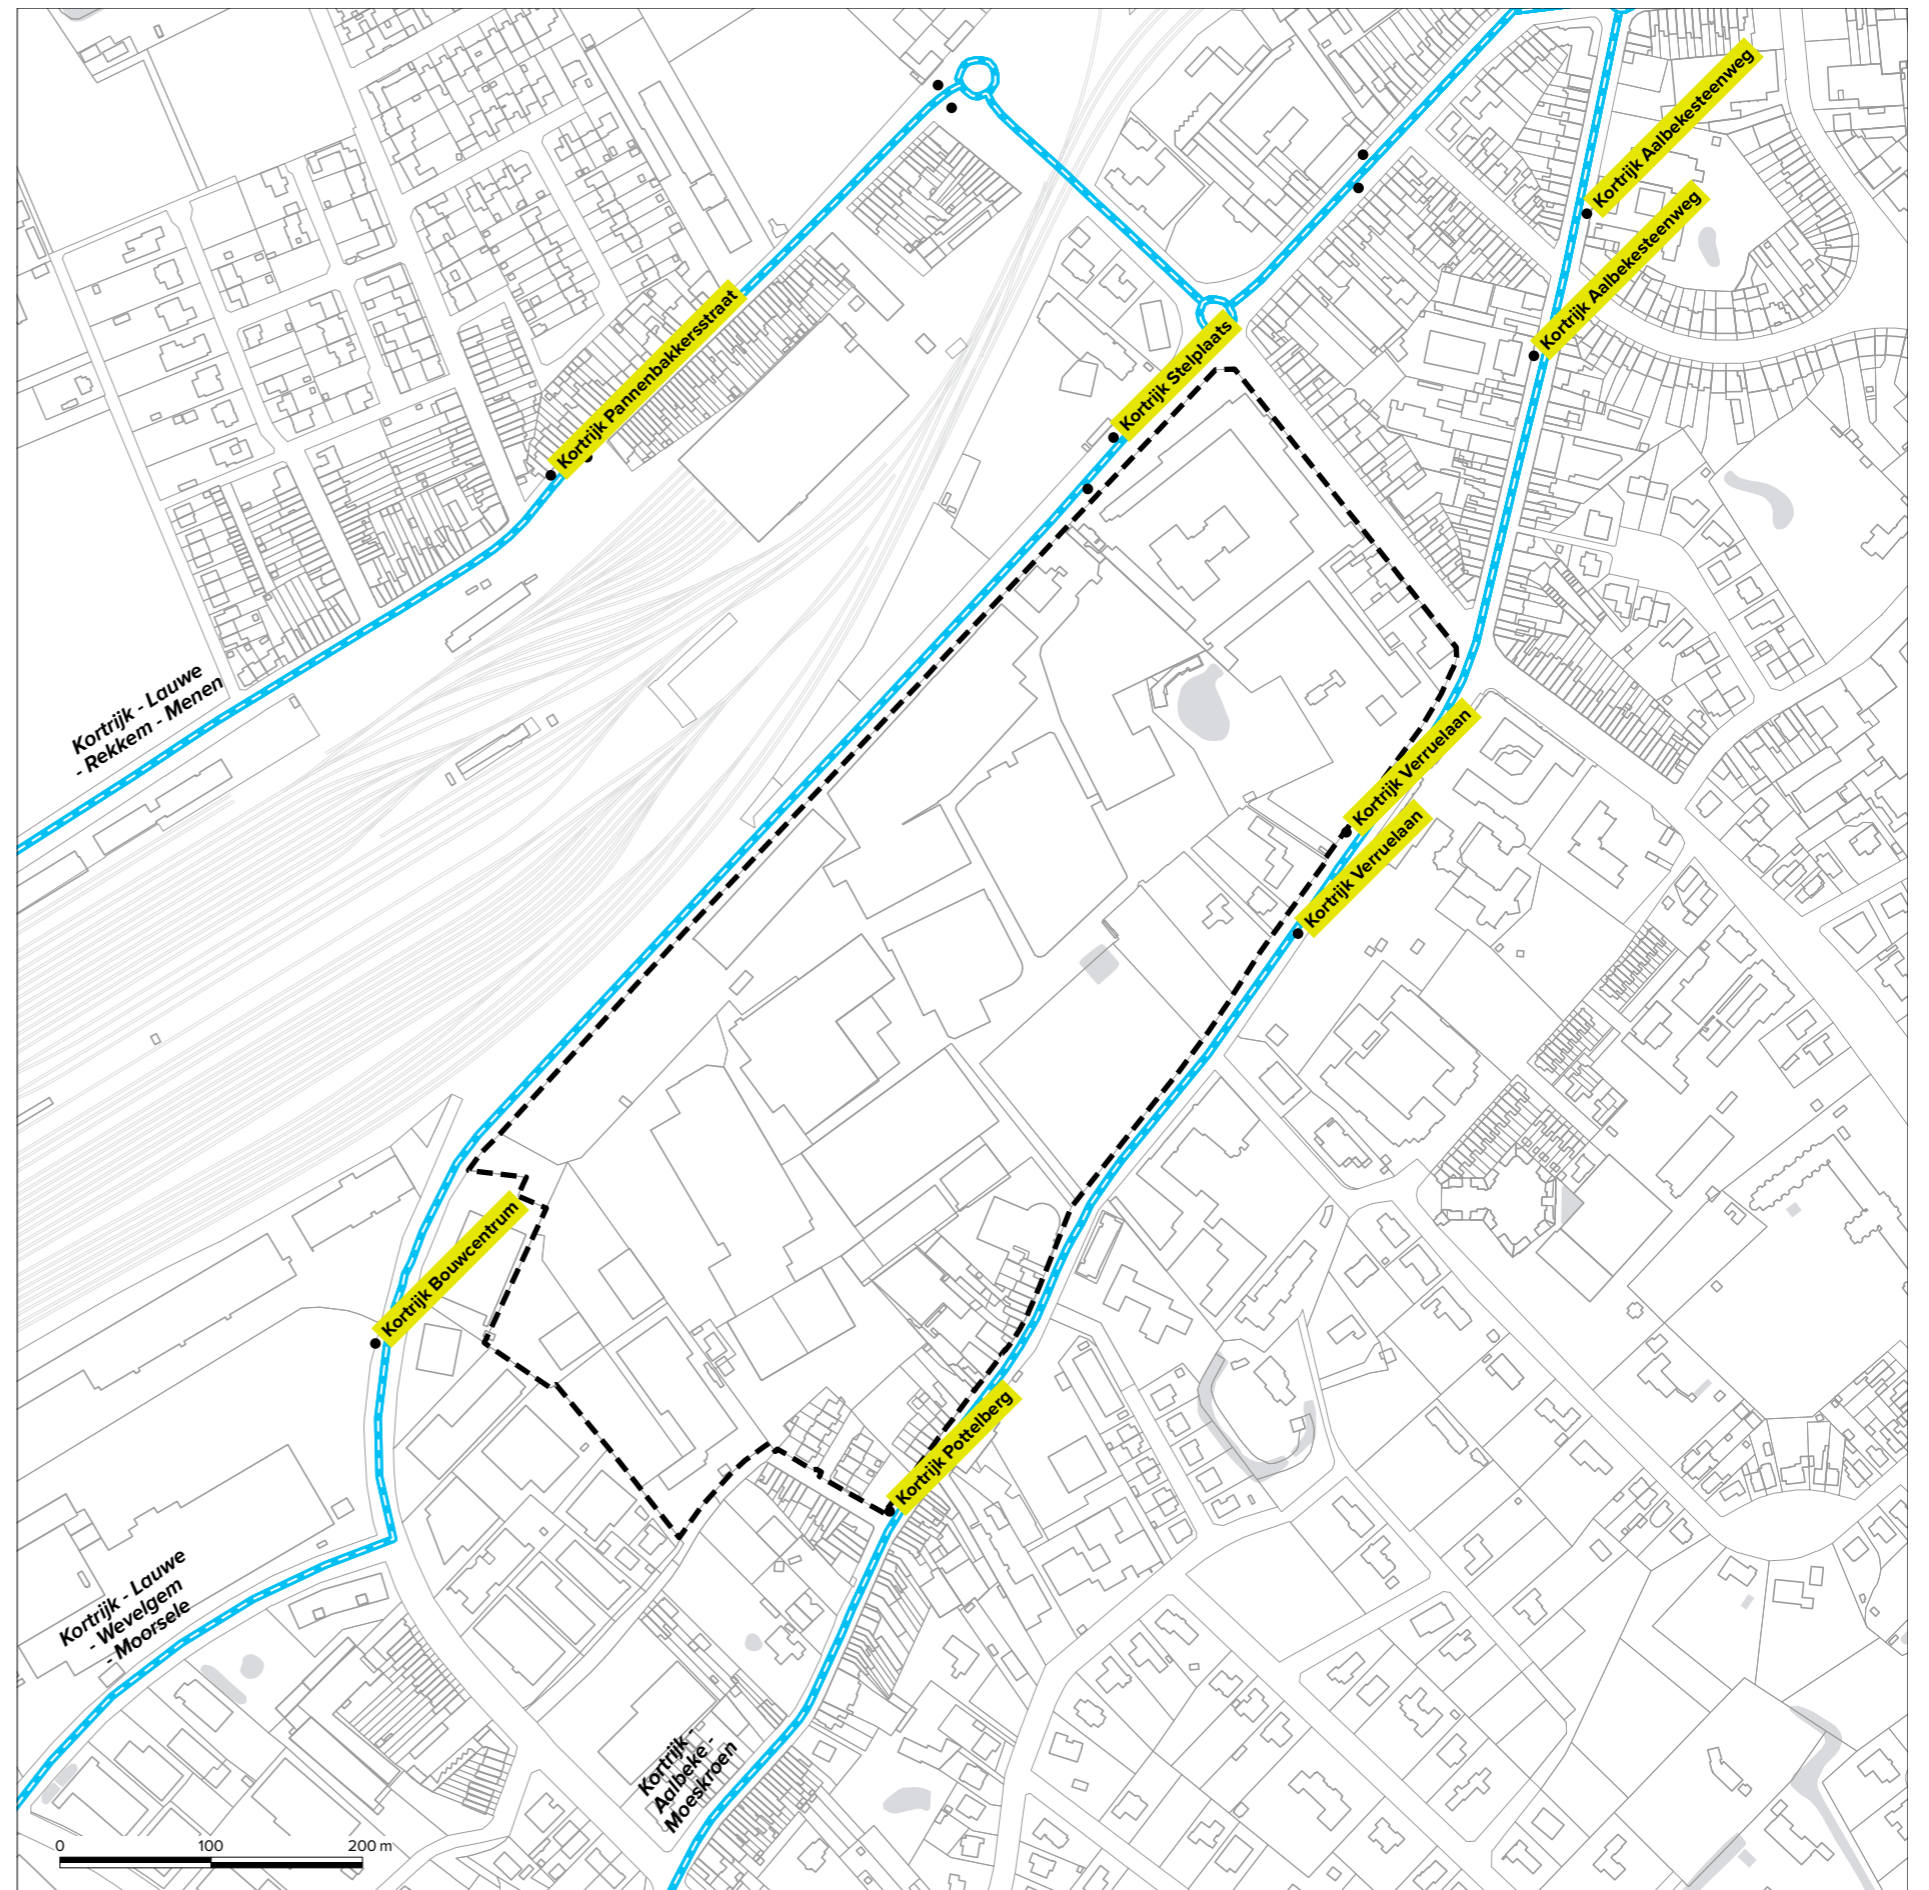 Kortrijk Aalbekesteenweg
Kortrijk Aalbekesteenweg
Kortrijk Pannenbakkersstraat
Kortrijk Stelplaats
Kortrijk - Lauwe
- Rekkem - Menen
Kortrijk Verruelaan
Kortrijk Verruelaan
Kortrijk Bouwcentrum
Kortrijk Pottelberg
Kortrijk - Lauwe
- Wevelgem
- Moorsele
Kortrijk -
Aalbeke -
Moeskroen
0 100 200 m